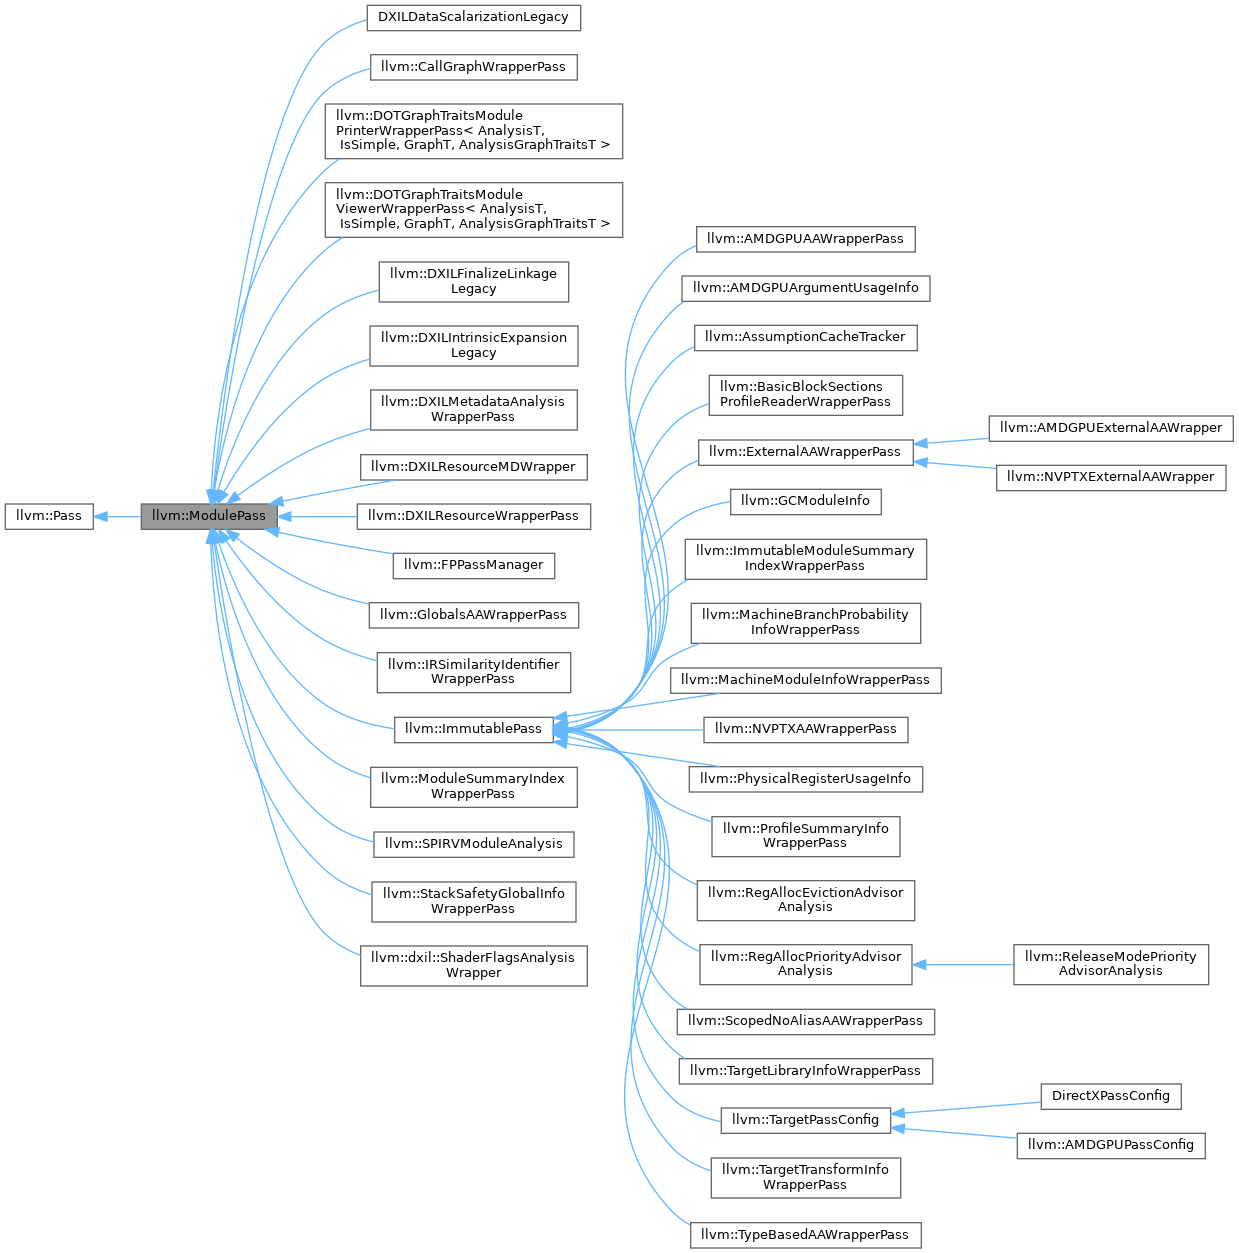 llvm::Pass
llvm::ModulePass
DXILDataScalarizationLegacy
llvm::CallGraphWrapperPass
llvm::DOTGraphTraitsModule
PrinterWrapperPass< AnalysisT,
IsSimple, GraphT, AnalysisGraphTraitsT >
llvm::DOTGraphTraitsModule
ViewerWrapperPass< AnalysisT,
IsSimple, GraphT, AnalysisGraphTraitsT >
llvm::DXILFinalizeLinkage
Legacy
llvm::DXILIntrinsicExpansion
Legacy
llvm::DXILMetadataAnalysis
WrapperPass
llvm::DXILResourceMDWrapper
llvm::DXILResourceWrapperPass
llvm::FPPassManager
llvm::GlobalsAAWrapperPass
llvm::IRSimilarityIdentifier
WrapperPass
llvm::ImmutablePass
llvm::ModuleSummaryIndex
WrapperPass
llvm::SPIRVModuleAnalysis
llvm::StackSafetyGlobalInfo
WrapperPass
llvm::dxil::ShaderFlagsAnalysis
Wrapper
llvm::AMDGPUAAWrapperPass
llvm::AMDGPUArgumentUsageInfo
llvm::AssumptionCacheTracker
llvm::BasicBlockSections
ProfileReaderWrapperPass
llvm::ExternalAAWrapperPass
llvm::GCModuleInfo
llvm::ImmutableModuleSummary
IndexWrapperPass
llvm::MachineBranchProbability
InfoWrapperPass
llvm::MachineModuleInfoWrapperPass
llvm::NVPTXAAWrapperPass
llvm::PhysicalRegisterUsageInfo
llvm::ProfileSummaryInfo
WrapperPass
llvm::RegAllocEvictionAdvisor
Analysis
llvm::RegAllocPriorityAdvisor
Analysis
llvm::ScopedNoAliasAAWrapperPass
llvm::TargetLibraryInfoWrapperPass
llvm::TargetPassConfig
llvm::TargetTransformInfo
WrapperPass
llvm::TypeBasedAAWrapperPass
llvm::AMDGPUExternalAAWrapper
llvm::NVPTXExternalAAWrapper
llvm::ReleaseModePriority
AdvisorAnalysis
DirectXPassConfig
llvm::AMDGPUPassConfig